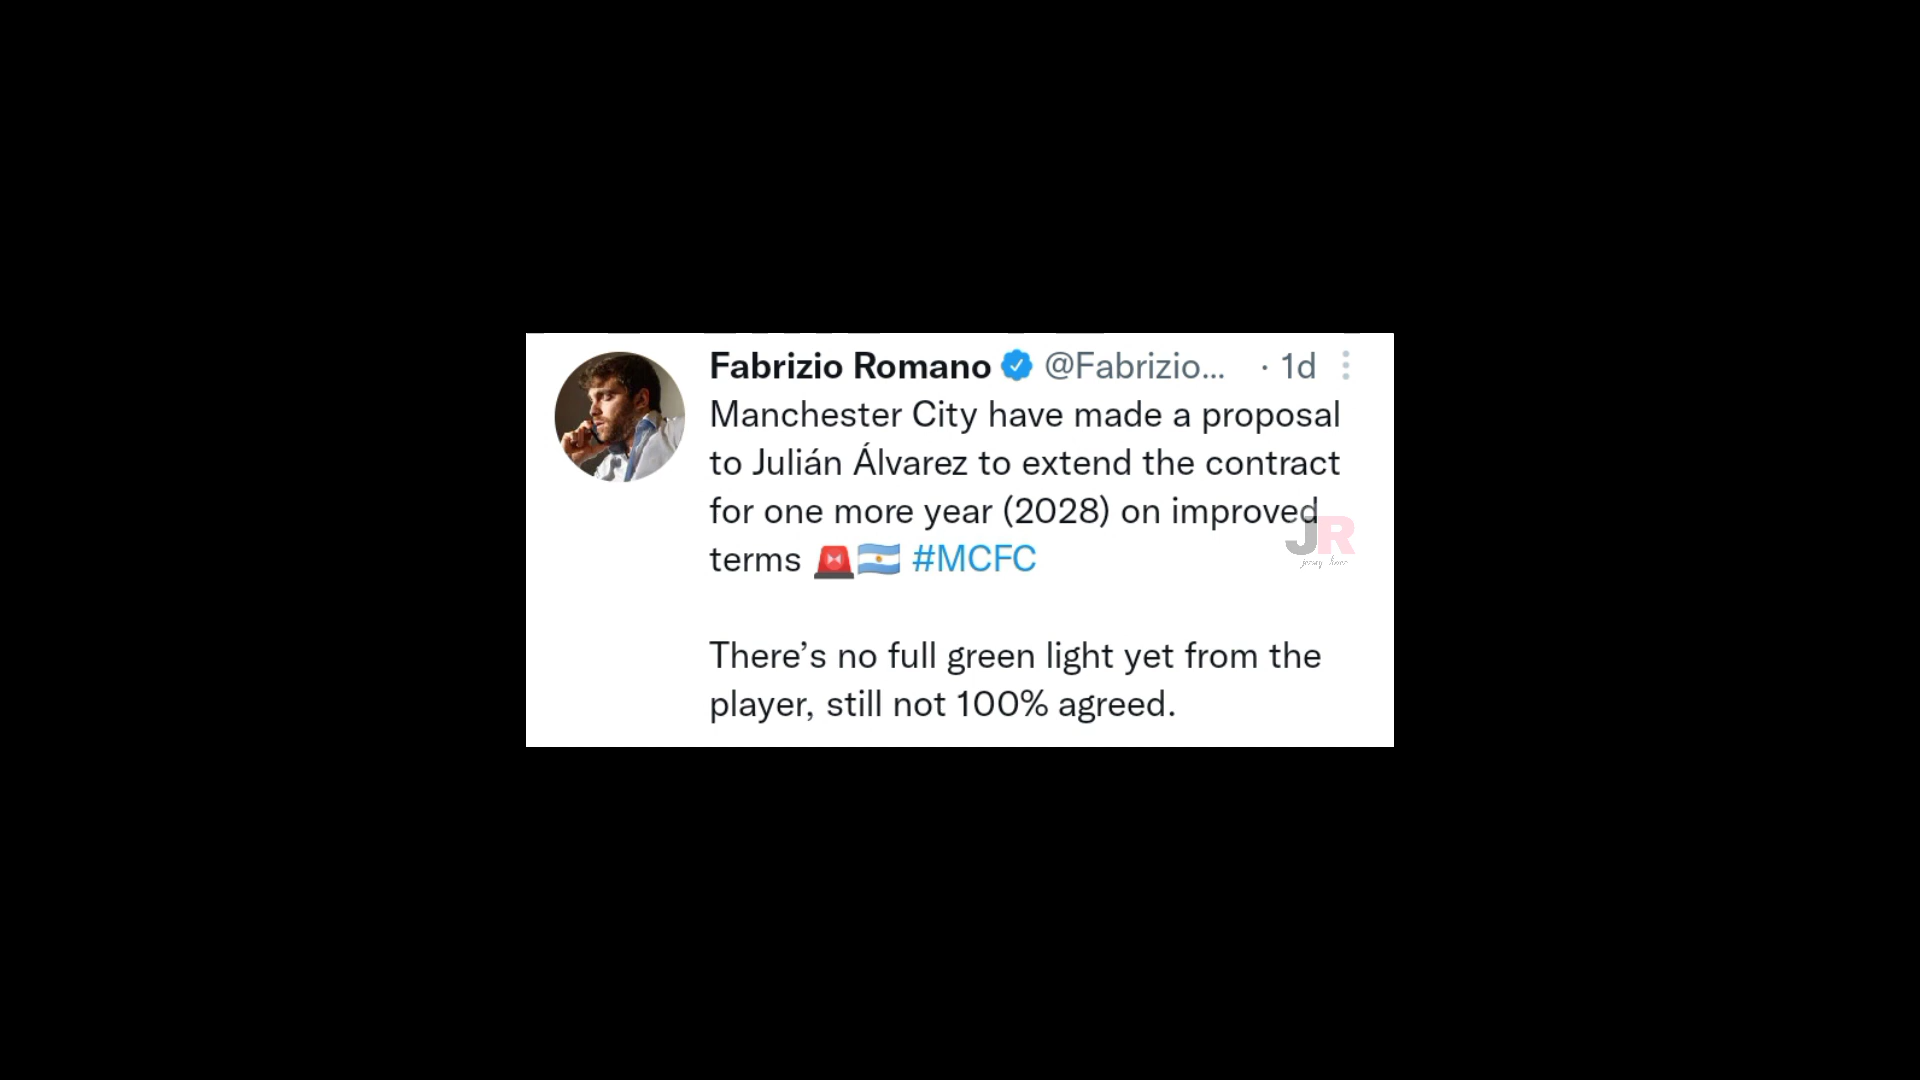 Fabrizio Romano @Fabrizio... · 1d
Manchester City have made a proposal
to Julián Álvarez to extend the contract
for one more year (2028) on improved
terms 🚨🇦🇷 #MCFC
JR
There’s no full green light yet from the
player, still not 100% agreed.